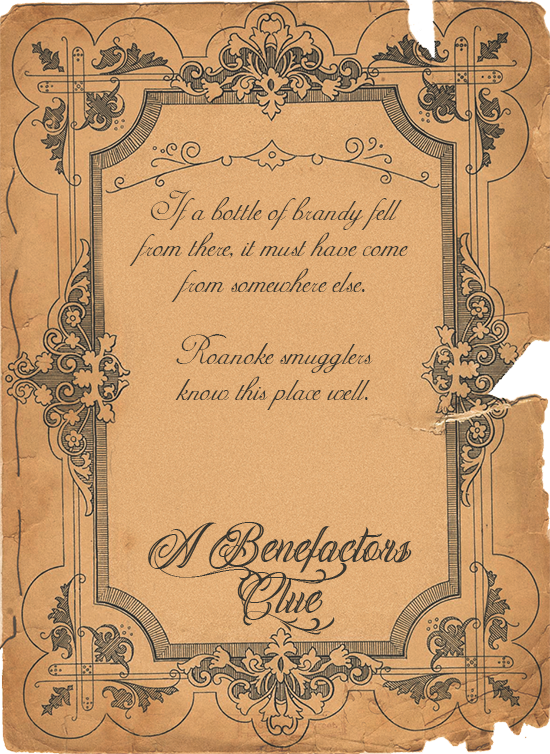 If a bottle of brandy fell
from there, it must have come
from somewhere else.
Roanoke smugglers
know this place well.
A Benefactors
Clue